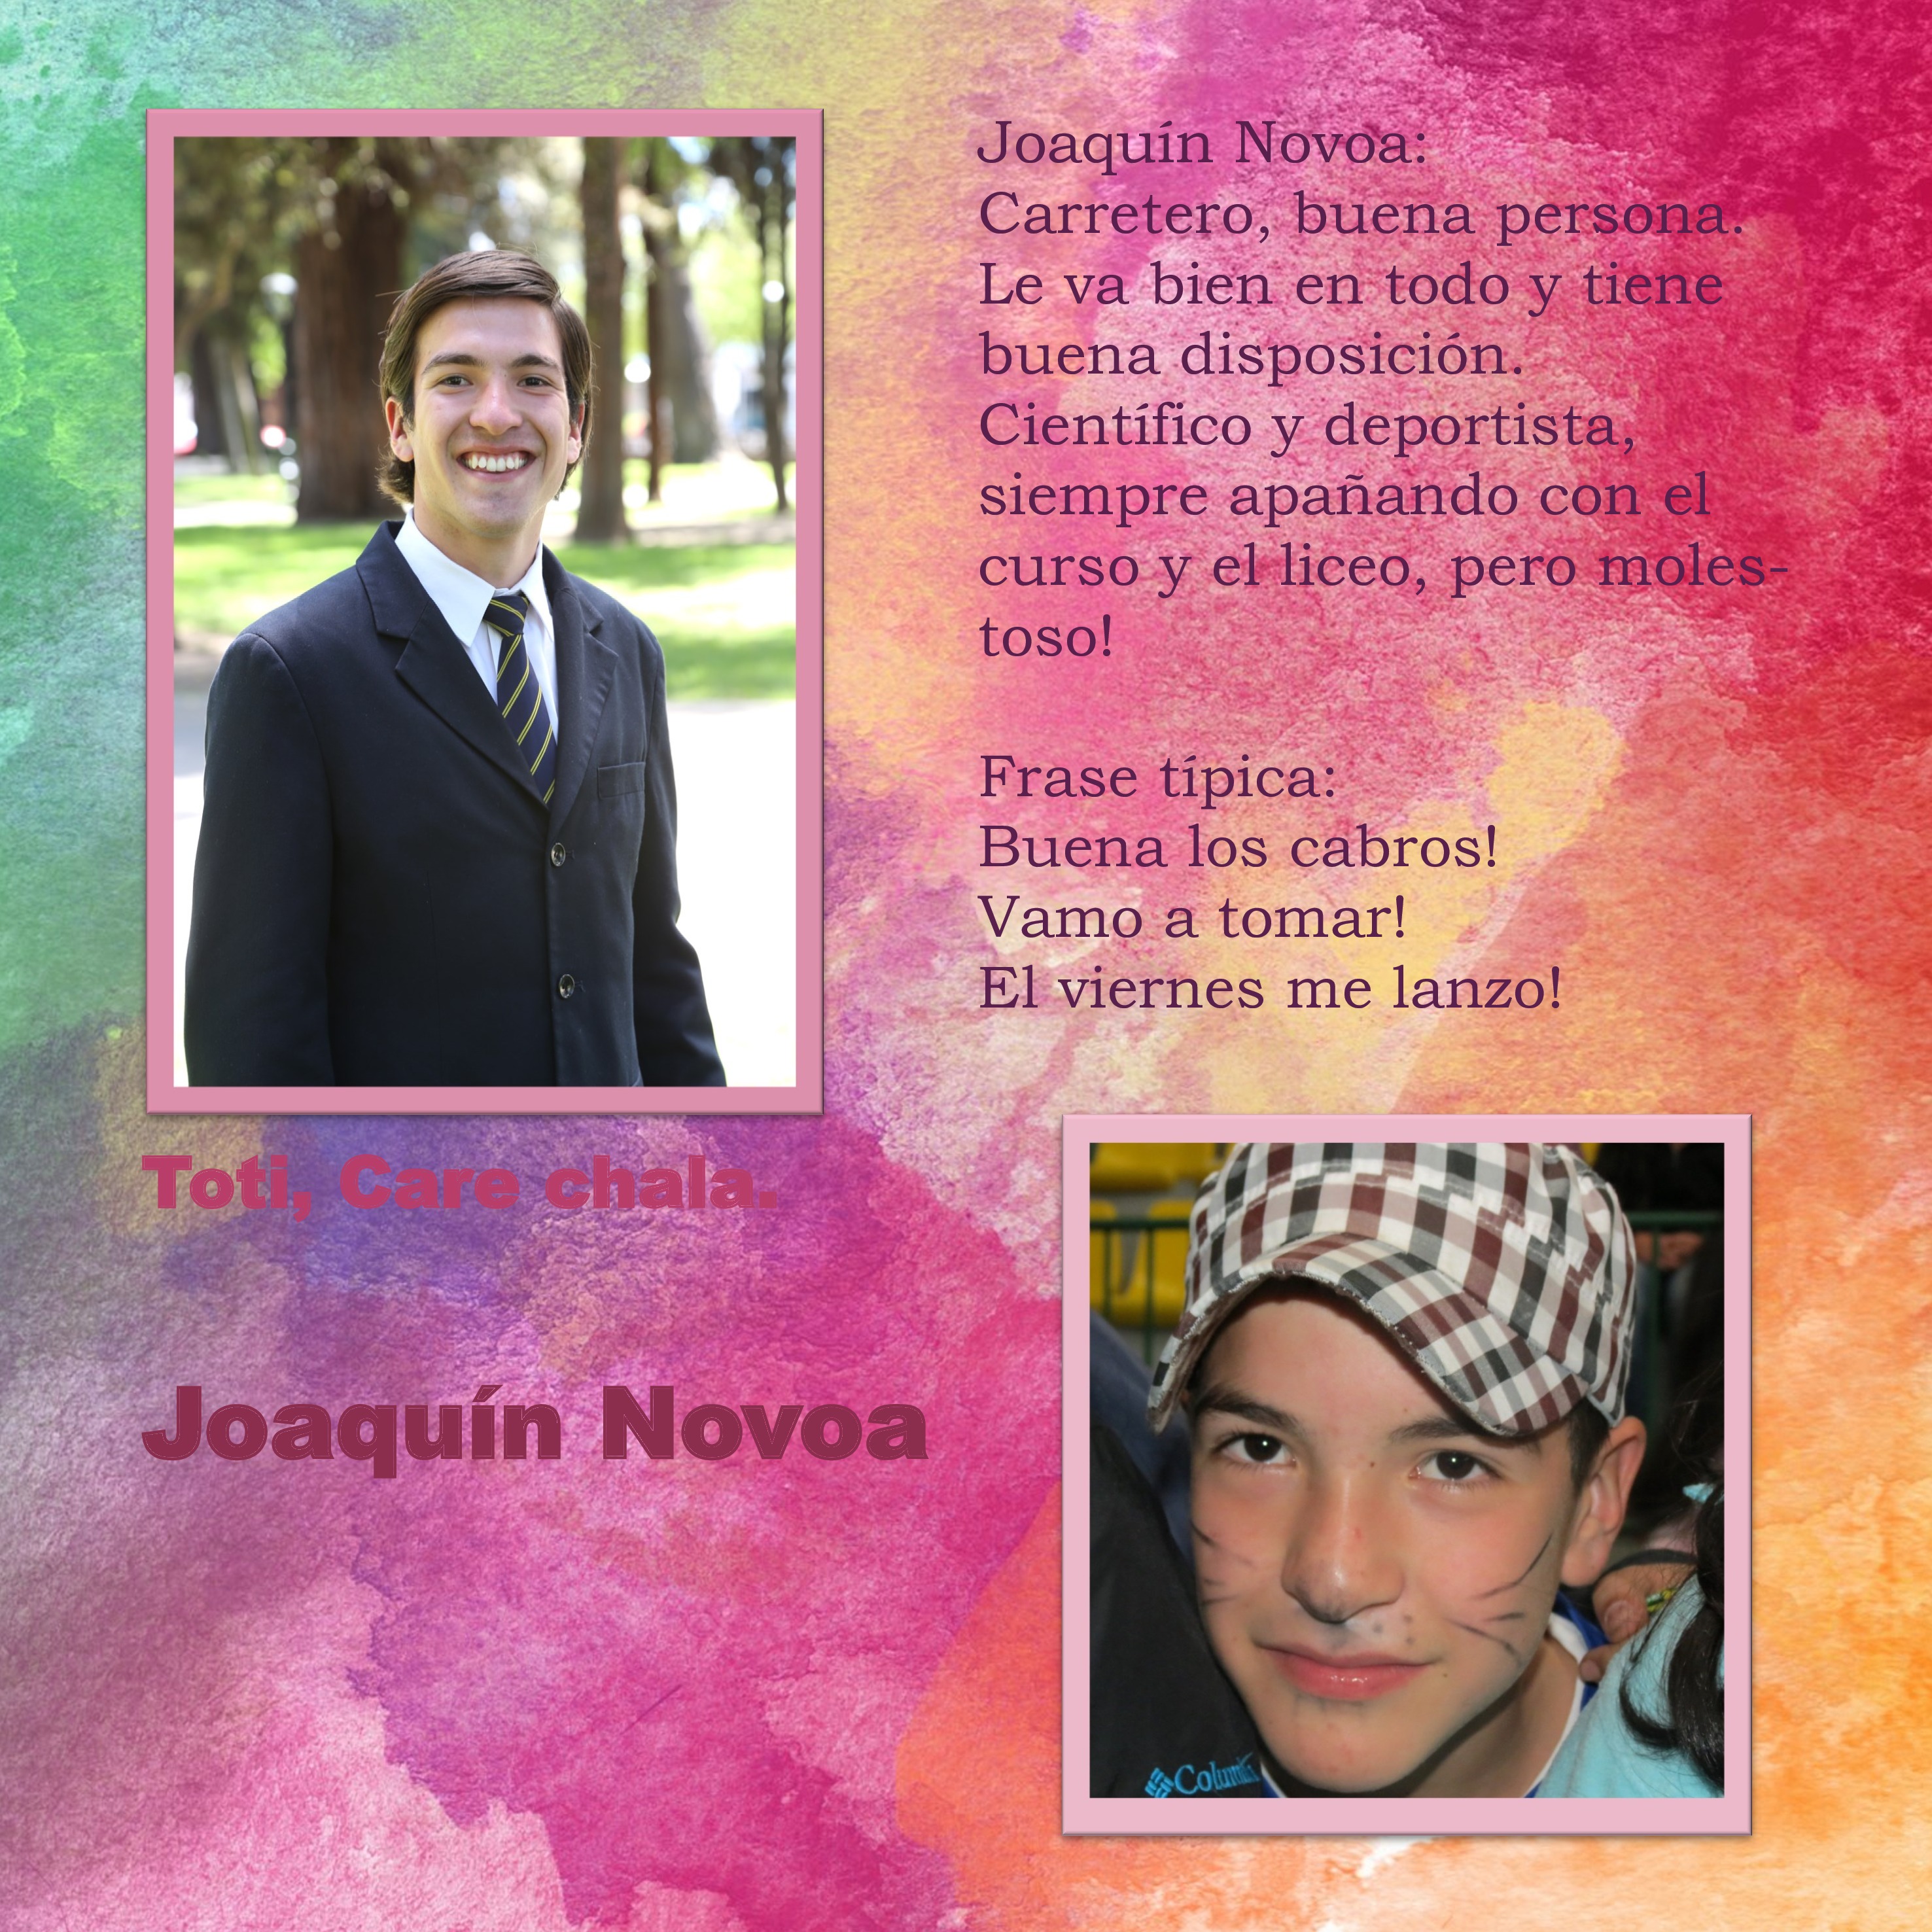 Joaquín Novoa:
Carretero, buena persona.
Le va bien en todo y tiene
buena disposición.
Científico y deportista,
siempre apañando con el
curso y el liceo, pero moles-
toso!
Frase típica:
Buena los cabros!
Vamo a tomar!
El viernes me lanzo!
Toti, Care chala.
Joaquín Novoa